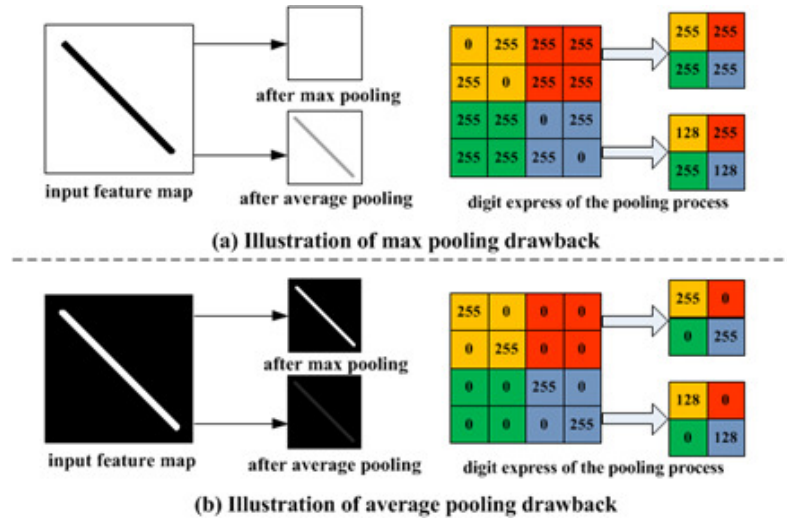 after max pooling
input feature map
after average pooling
0 255 255 255
255 0 255 255
255 255 0 255
255 255 255 0
255 255
255 255
128 255
255 128
digit express of the pooling process
(a) Illustration of max pooling drawback
after max pooling
input feature map
after average pooling
255 0 0 0
0 255 0 0
0 0 255 0
0 0 0 255
255 0
0 255
128 0
0 128
digit express of the pooling process
(b) Illustration of average pooling drawback